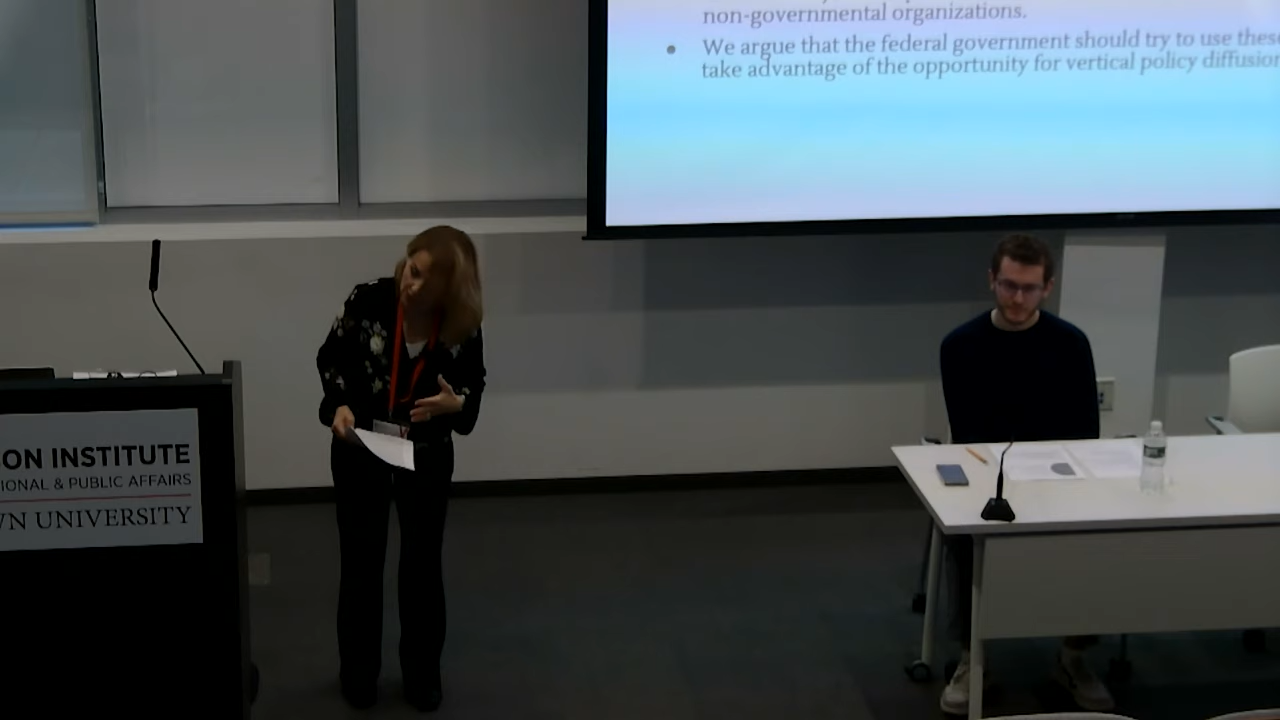 non-governmental organizations.
• We argue that the federal government should try to use these
take advantage of the opportunity for vertical policy diffusion
ON INSTITUTE
IONAL & PUBLIC AFFAIRS
WN UNIVERSITY